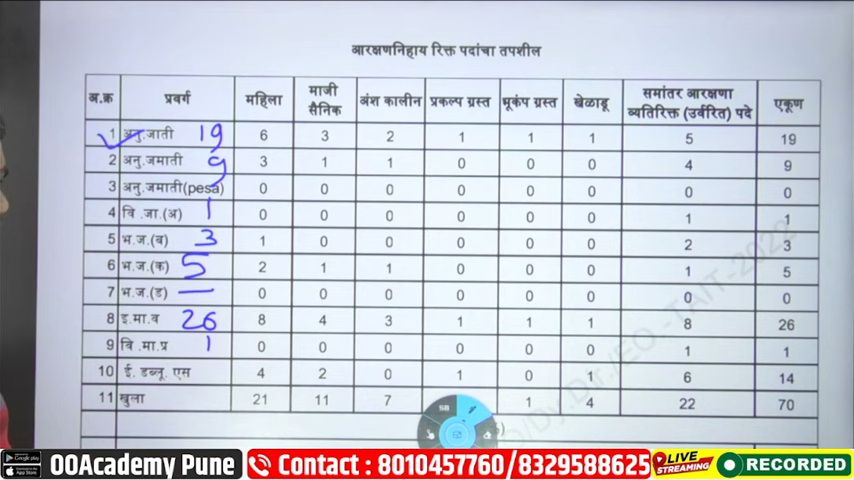 आरक्षणनिहाय रिक्त पदांचा तपशील
अ.क्र प्रवर्ग महिला माजी सैनिक अंश कालीन प्रकल्प ग्रस्त भूकंप ग्रस्त खेळाडू समांतर आरक्षणा व्यतिरिक्त (उर्वरित) पदे एकूण
1 अनु.जाती 19 6 3 2 1 1 1 5 19
2 अनु.जमाती 9 3 1 1 0 0 0 4 9
3 अनु.जमाती(pesa) 0 0 0 0 0 0 0 0
4 वि.जा.(अ) 1 0 0 0 0 0 0 1 1
5 भ.ज.(ब) 3 1 0 0 0 0 0 2 3
6 भ.ज.(क) 5 2 1 1 0 0 0 1 5
7 भ.ज.(ड) — 0 0 0 0 0 0 0 0
8 इ.मा.व 26 8 4 3 1 1 1 8 26
9 वि.मा.प्र 1 0 0 0 0 0 0 1 1
10 ई. डब्लू. एस 4 2 0 1 0 1 6 14
11 खुला 21 11 7 1 4 22 70
/Dy.Dir./EO.-TAIT-2022
OOAcademy Pune Contact : 8010457760/8329588625 LIVE STREAMING RECORDED